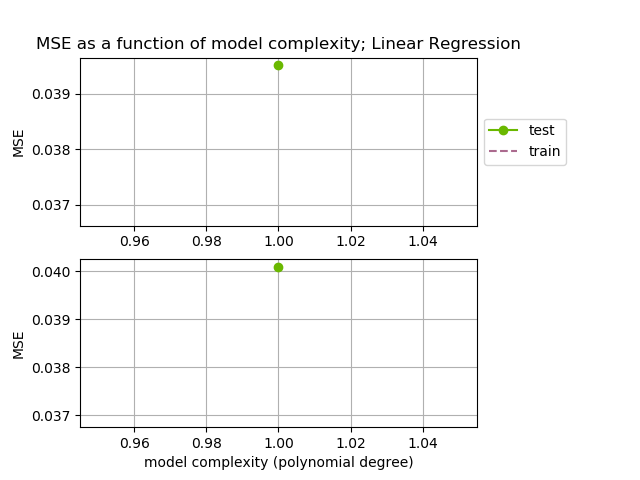 MSE as a function of model complexity; Linear Regression
0.039
0.038
0.037
MSE
0.96 0.98 1.00 1.02 1.04
test
train
0.040
0.039
0.038
0.037
MSE
0.96 0.98 1.00 1.02 1.04
model complexity (polynomial degree)